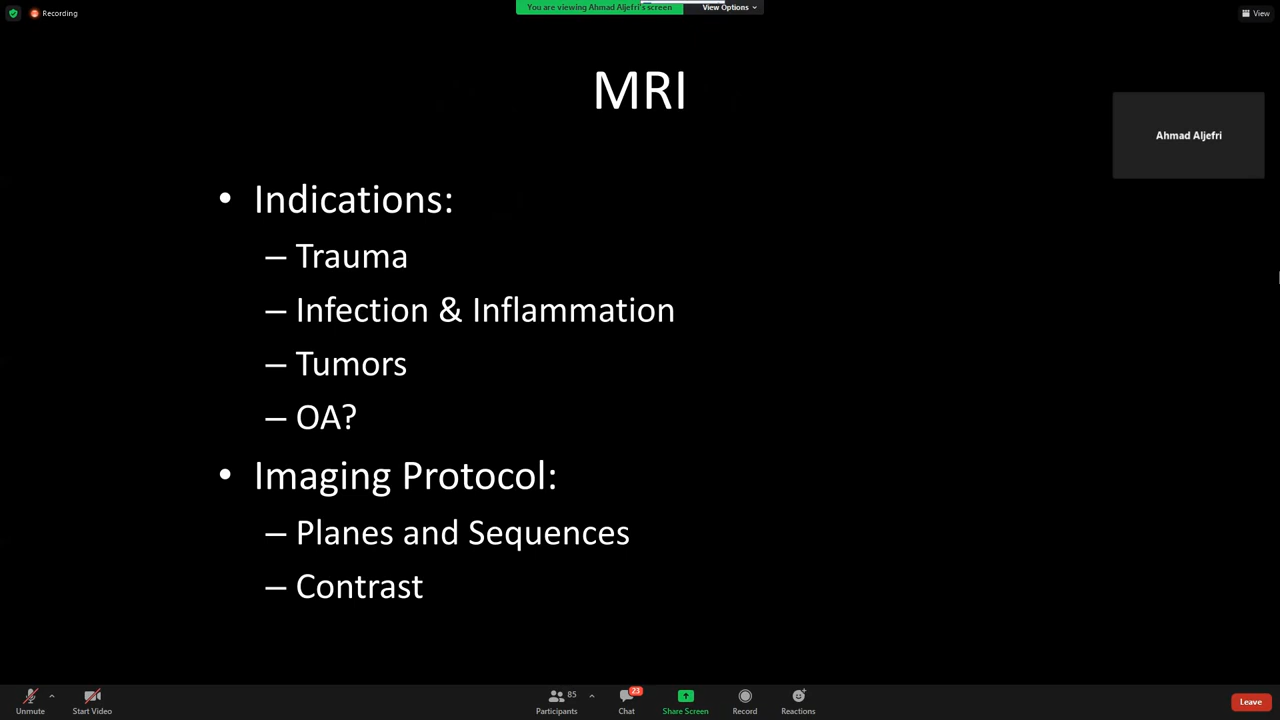 Recording
You are viewing Ahmad Aljefri's screen
View Options
View
MRI
Ahmad Aljefri
• Indications:
– Trauma
– Infection & Inflammation
– Tumors
– OA?
• Imaging Protocol:
– Planes and Sequences
– Contrast
Unmute
Start Video
85
Participants
23
Chat
Share Screen
Record
Reactions
Leave